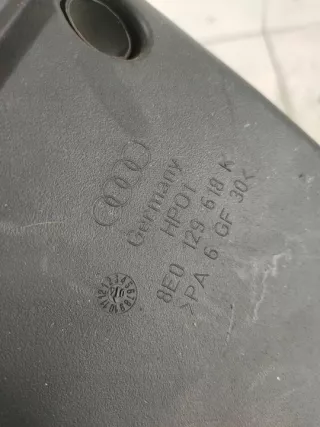 Germany
HP01
8E0 129 618 K
>PA 6 GF 30<